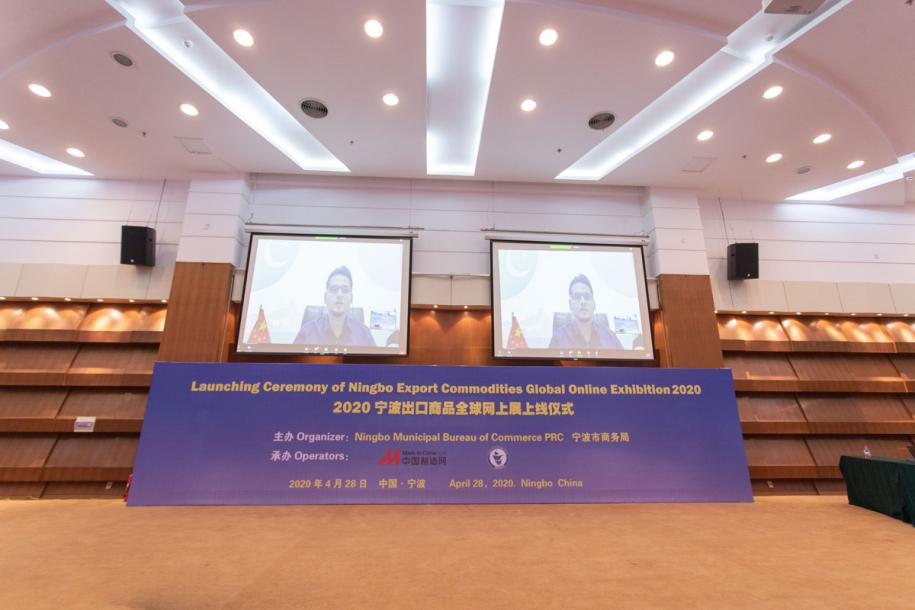 Launching Ceremony of Ningbo Export Commodities Global Online Exhibition 2020
2020 宁波出口商品全球网上展上线仪式
主办 Organizer: Ningbo Municipal Bureau of Commerce PRC 宁波市商务局
承办 Operators: Made-in-China.com
中国制造网
2020 年 4 月 28 日 中国 · 宁波 April 28, 2020. Ningbo China